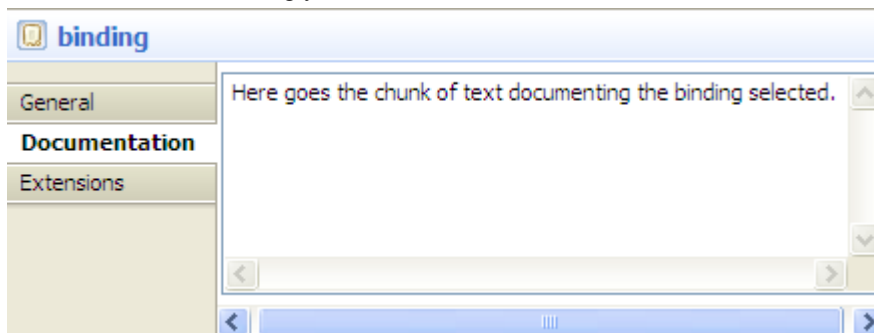 binding
General
Documentation
Extensions
Here goes the chunk of text documenting the binding selected.